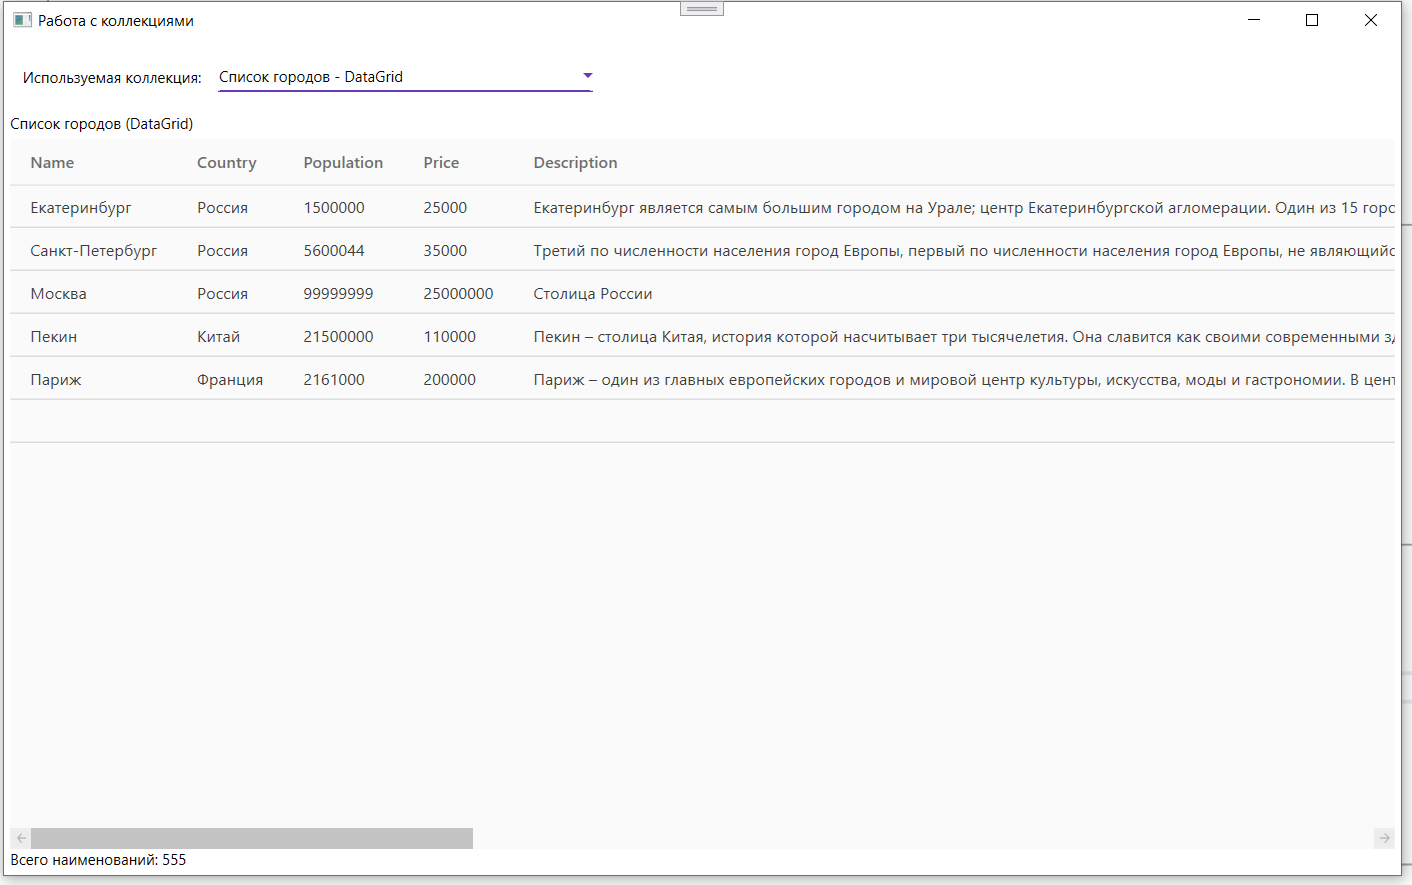 Работа с коллекциями
Используемая коллекция: Список городов - DataGrid
Список городов (DataGrid)
Name Country Population Price Description
Екатеринбург Россия 1500000 25000 Екатеринбург является самым большим городом на Урале; центр Екатеринбургской агломерации. Один из 15 горо
Санкт-Петербург Россия 5600044 35000 Третий по численности населения город Европы, первый по численности населения город Европы, не являющийс
Москва Россия 99999999 25000000 Столица России
Пекин Китай 21500000 110000 Пекин – столица Китая, история которой насчитывает три тысячелетия. Она славится как своими современными зд
Париж Франция 2161000 200000 Париж – один из главных европейских городов и мировой центр культуры, искусства, моды и гастрономии. В цент
Всего наименований: 555